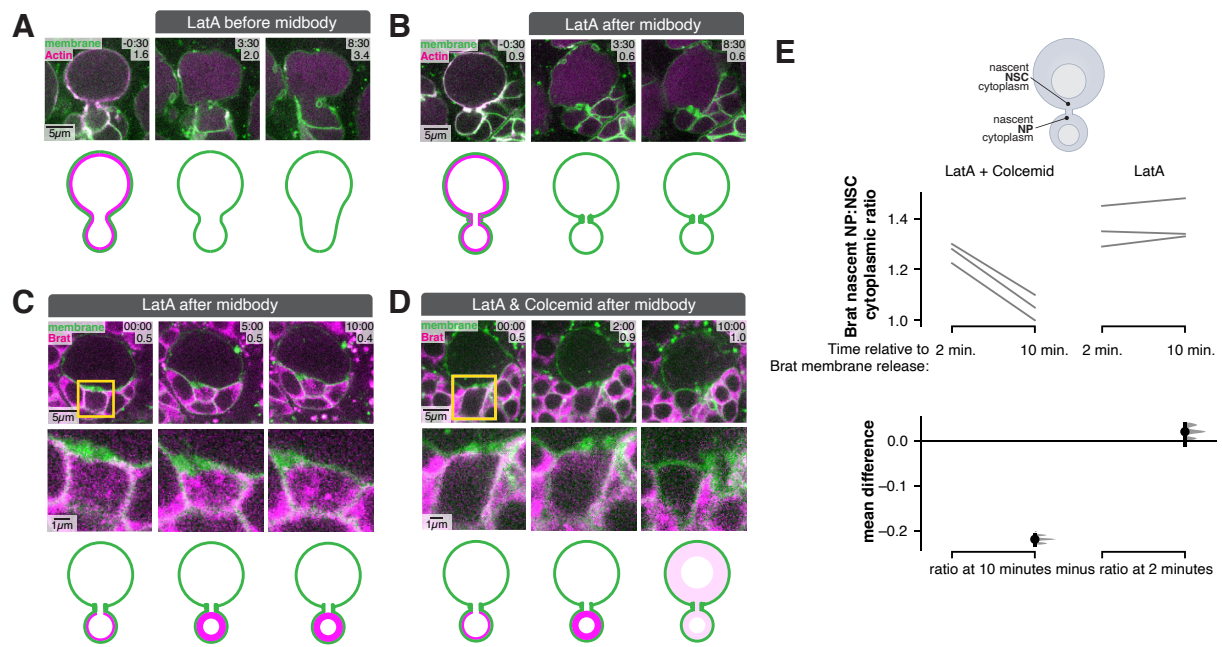 A
LatA before midbody
membrane
Actin
-0:30
1.6
3:30
2.0
8:30
3.4
5µm
B
LatA after midbody
membrane
Actin
-0:30
0.9
3:30
0.6
8:30
0.6
5µm
C
LatA after midbody
membrane
Brat
00:00
0.5
5:00
0.5
10:00
0.4
5µm
1µm
D
LatA & Colcemid after midbody
membrane
Brat
00:00
0.5
2:00
0.9
10:00
1.0
5µm
1µm
E
nascent
NSC
cytoplasm
nascent
NP
cytoplasm
LatA + Colcemid
LatA
Brat nascent NP:NSC
cytoplasmic ratio
1.4
1.2
1.0
Time relative to
Brat membrane release:
2 min.
10 min.
2 min.
10 min.
mean difference
0.0
−0.1
−0.2
ratio at 10 minutes minus ratio at 2 minutes